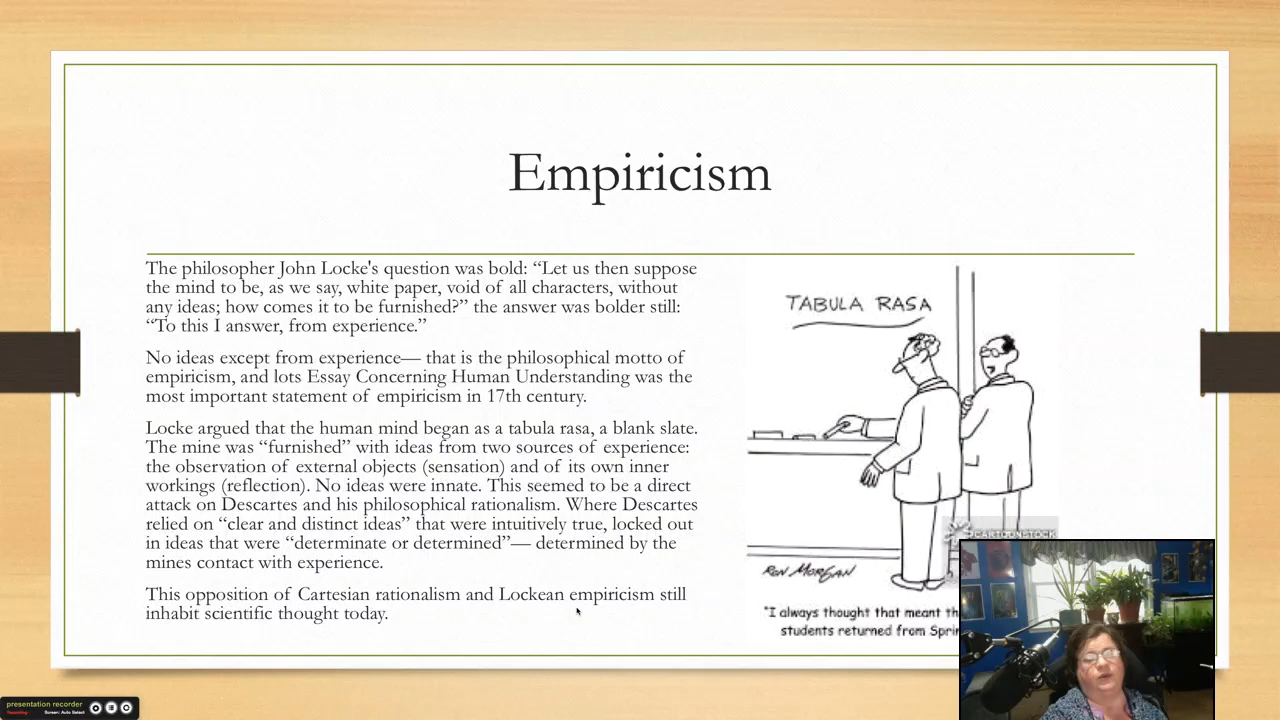 Empiricism
The philosopher John Locke's question was bold: “Let us then suppose
the mind to be, as we say, white paper, void of all characters, without
any ideas; how comes it to be furnished?” the answer was bolder still:
“To this I answer, from experience.”
No ideas except from experience— that is the philosophical motto of
empiricism, and lots Essay Concerning Human Understanding was the
most important statement of empiricism in 17th century.
Locke argued that the human mind began as a tabula rasa, a blank slate.
The mine was “furnished” with ideas from two sources of experience:
the observation of external objects (sensation) and of its own inner
workings (reflection). No ideas were innate. This seemed to be a direct
attack on Descartes and his philosophical rationalism. Where Descartes
relied on “clear and distinct ideas” that were intuitively true, locked out
in ideas that were “determinate or determined”— determined by the
mines contact with experience.
This opposition of Cartesian rationalism and Lockean empiricism still
inhabit scientific thought today.
TABULA RASA
CARTOONSTOCK
RON MORGAN
"I always thought that meant th
students returned from Sprin
presentation recorder
Screen: Auto Select